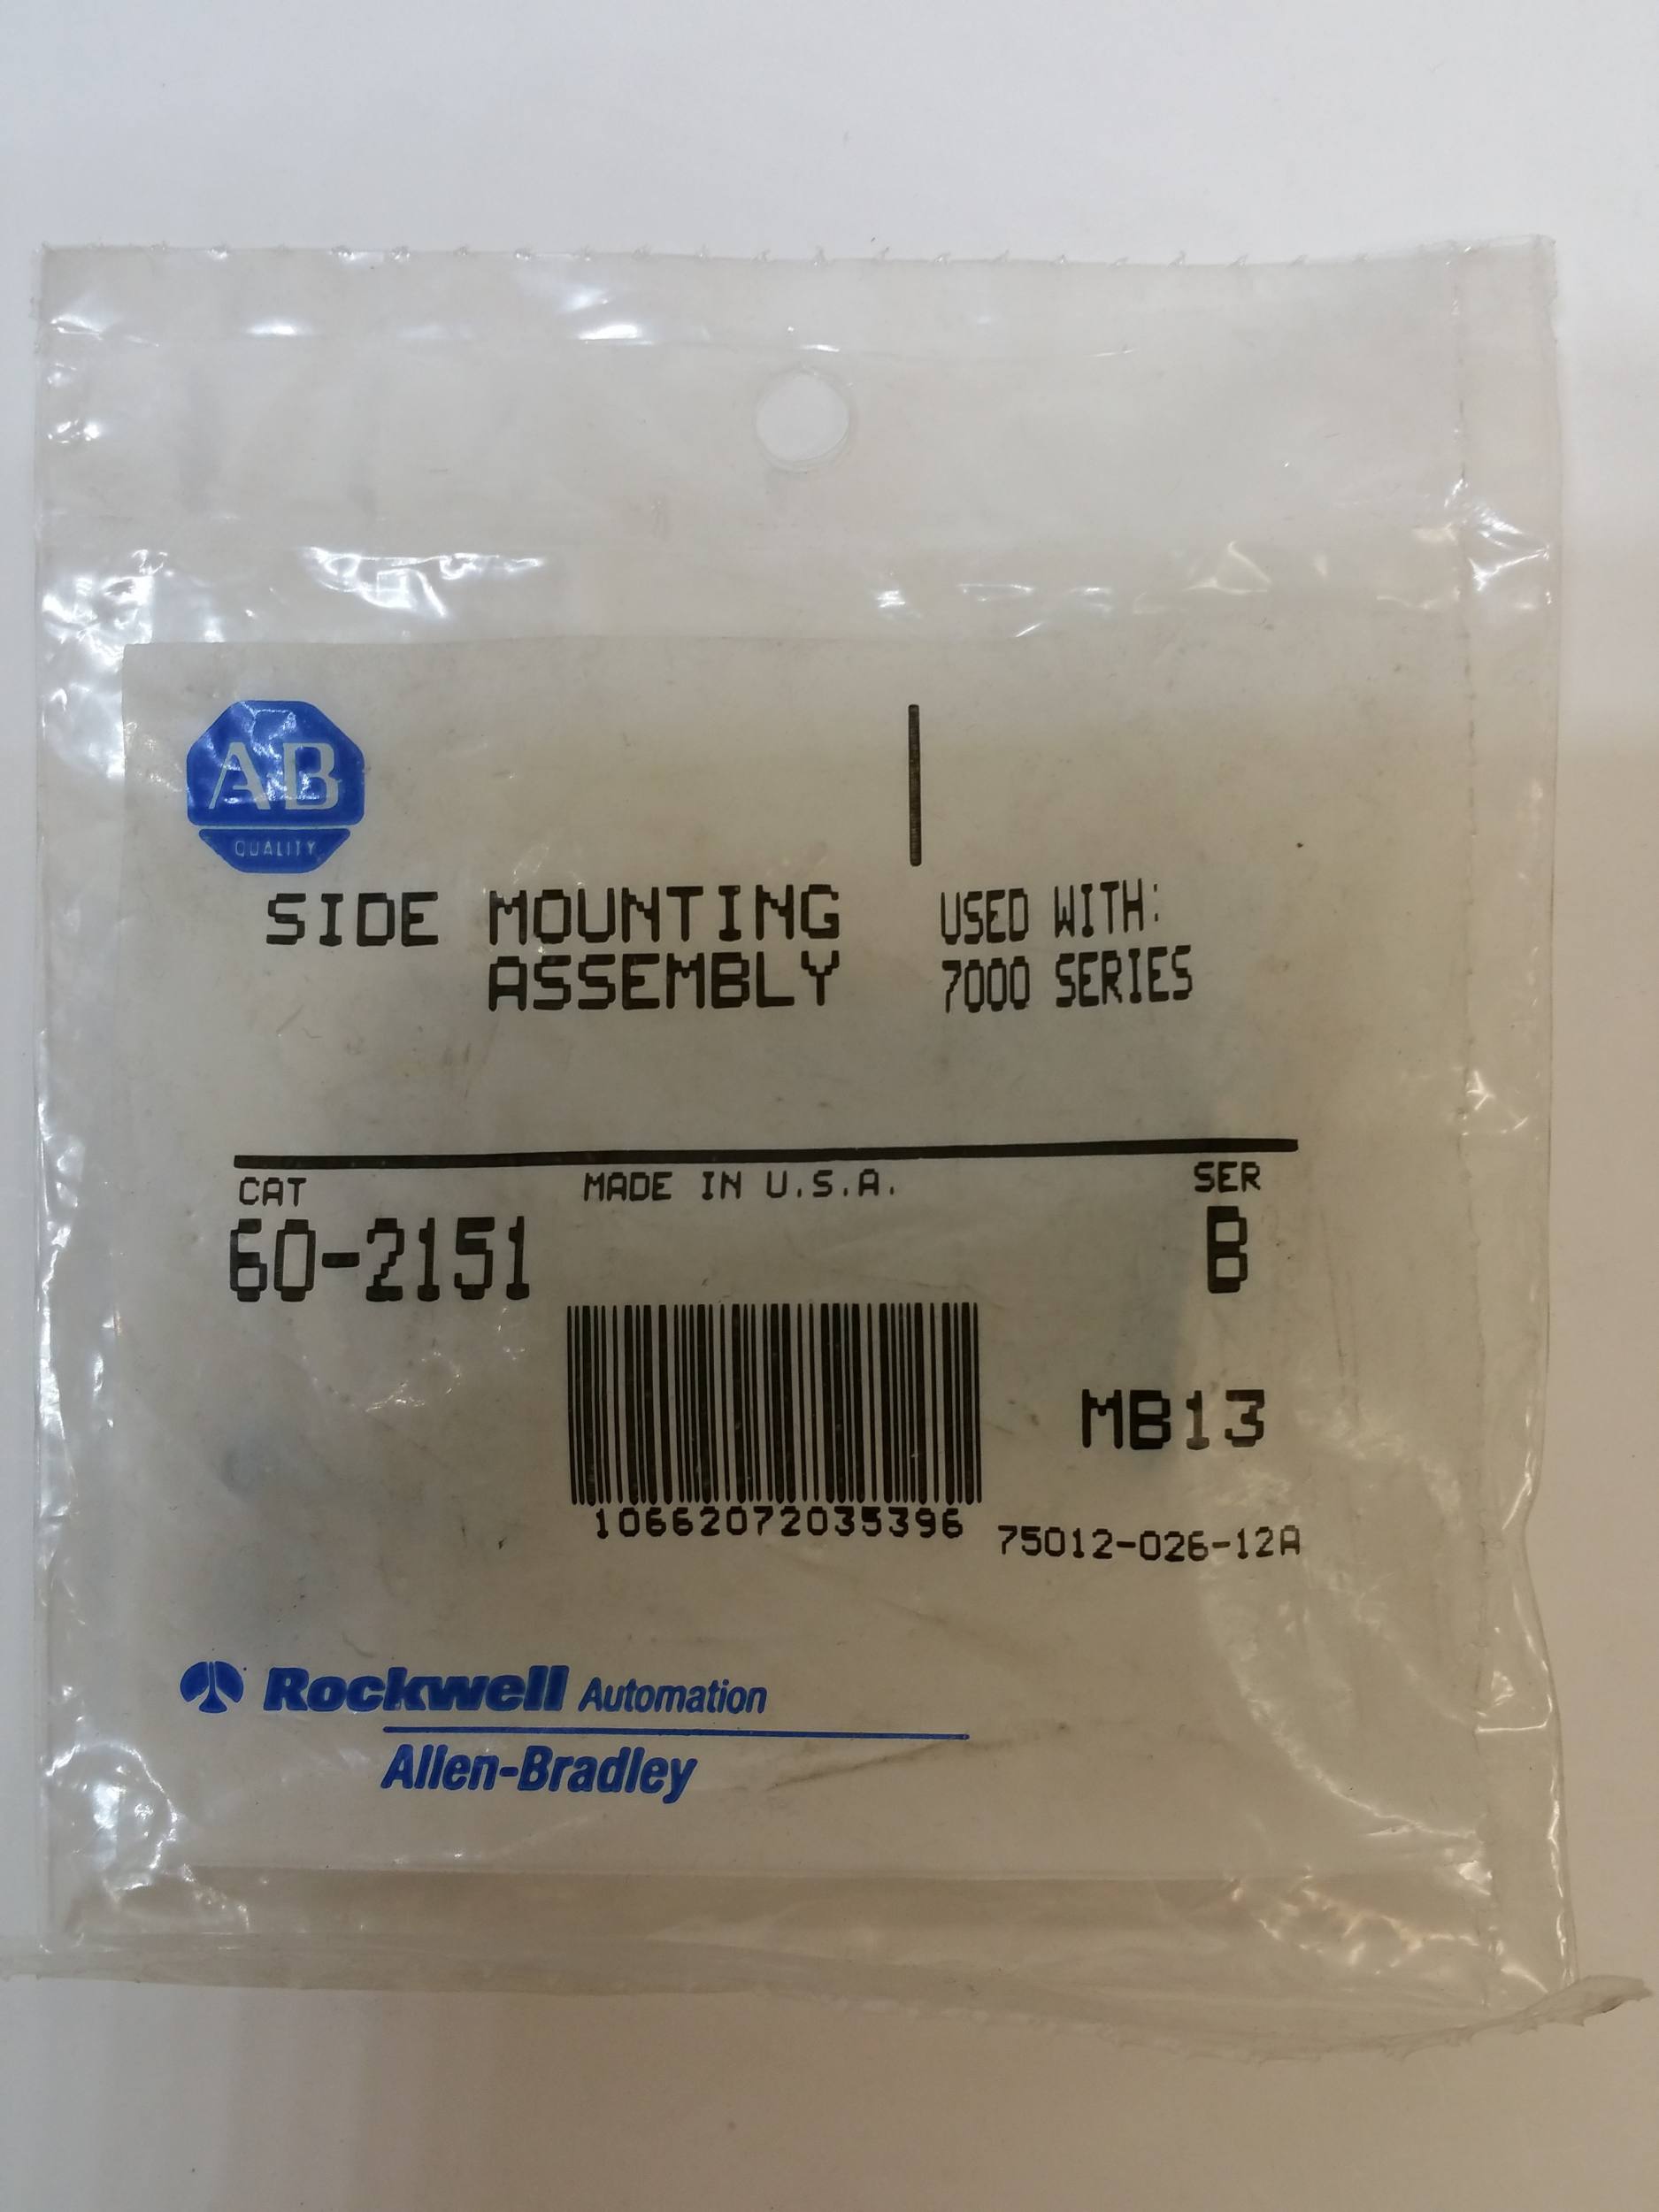 AB
QUALITY
SIDE MOUNTING
ASSEMBLY
USED WITH:
7000 SERIES
CAT
MADE IN U.S.A.
SER
60-2151
B
MB13
10662072035396
75012-026-12A
Rockwell Automation
Allen-Bradley